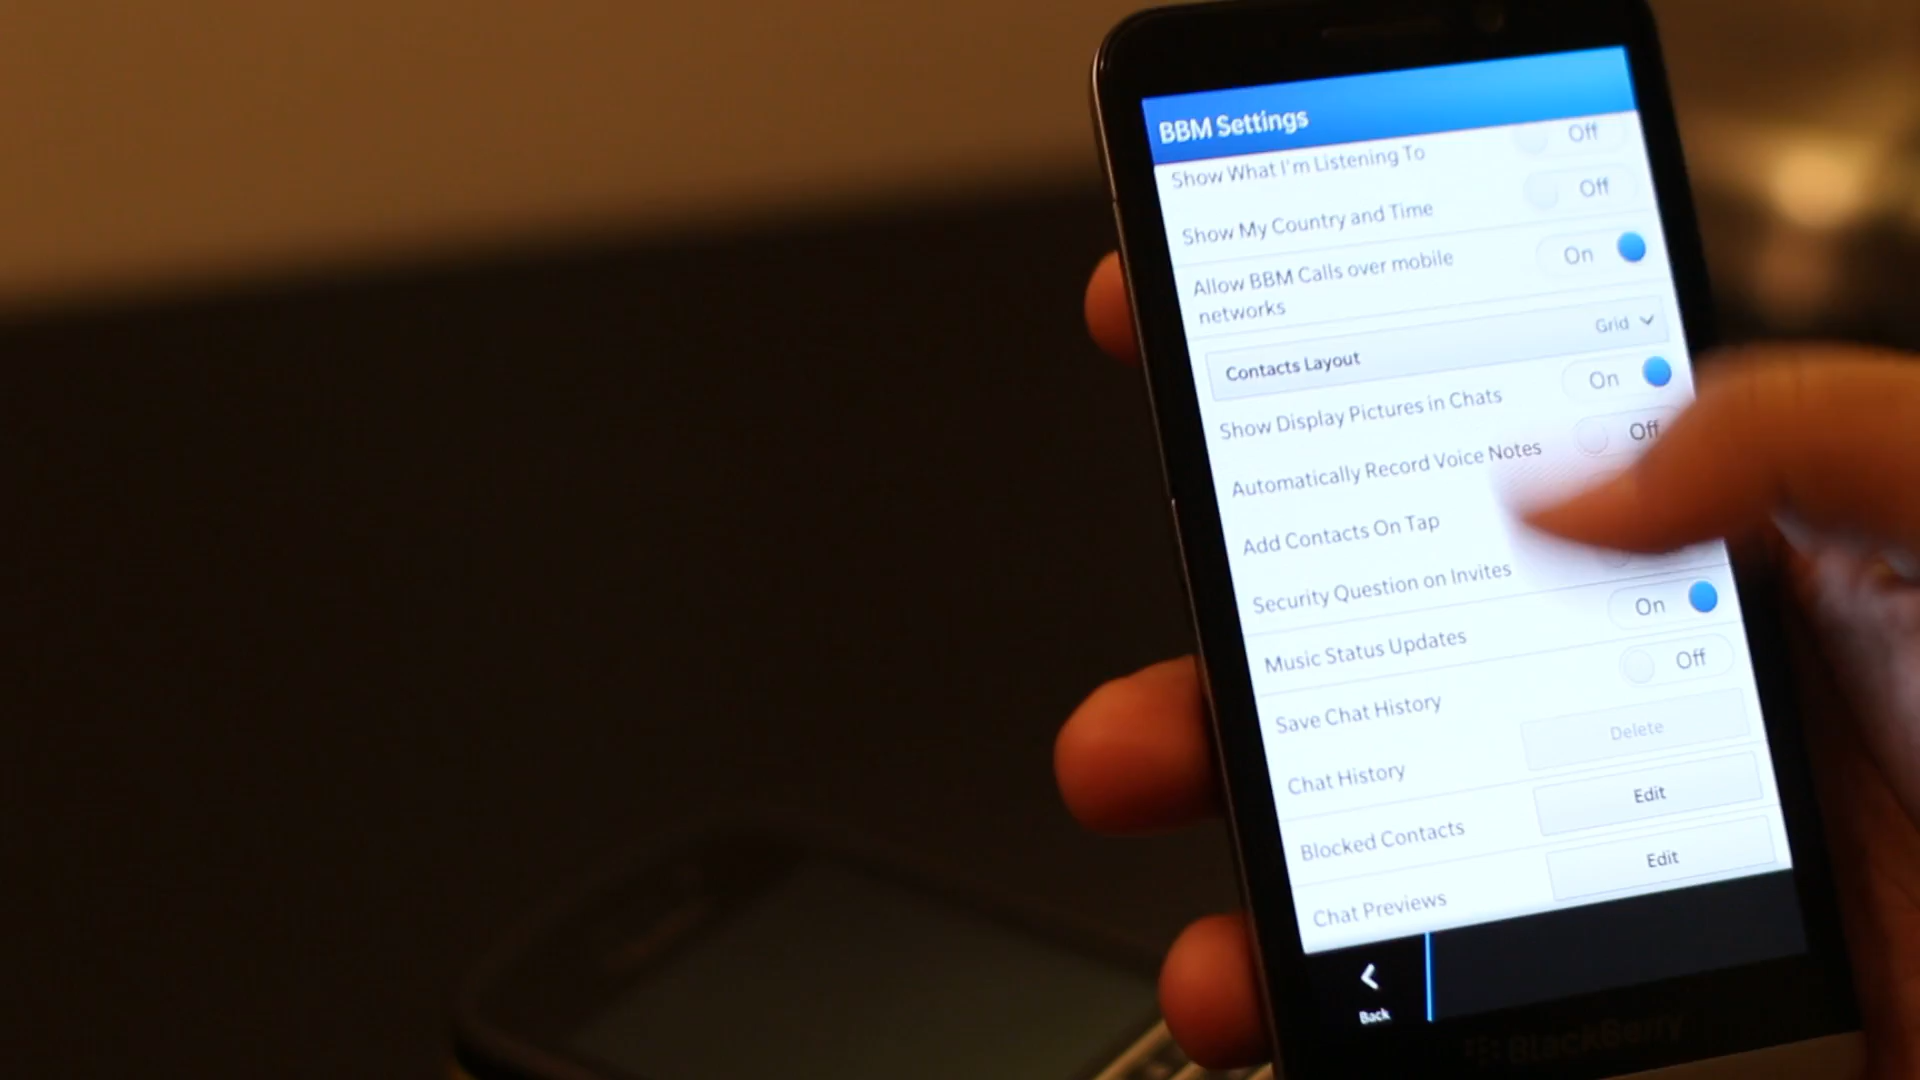 BBM Settings
Off
Show What I'm Listening To
Off
Show My Country and Time
On
Allow BBM Calls over mobile
networks
Grid
Contacts Layout
On
Show Display Pictures in Chats
Off
Automatically Record Voice Notes
Add Contacts On Tap
Security Question on Invites
On
Music Status Updates
Off
Save Chat History
Delete
Chat History
Edit
Blocked Contacts
Edit
Chat Previews
Back
BlackBerry